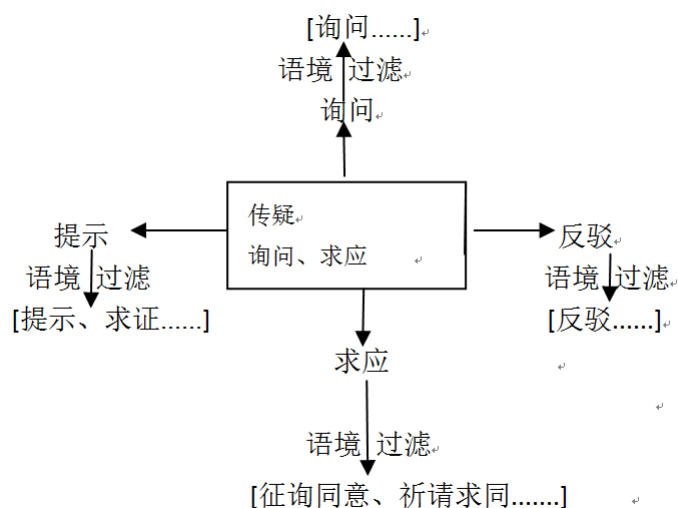 [询问......]
语境 过滤
询问
传疑
询问、求应
提示
反驳
语境 过滤
语境 过滤
[提示、求证......]
[反驳......]
求应
语境 过滤
[征询同意、祈请求同.......]